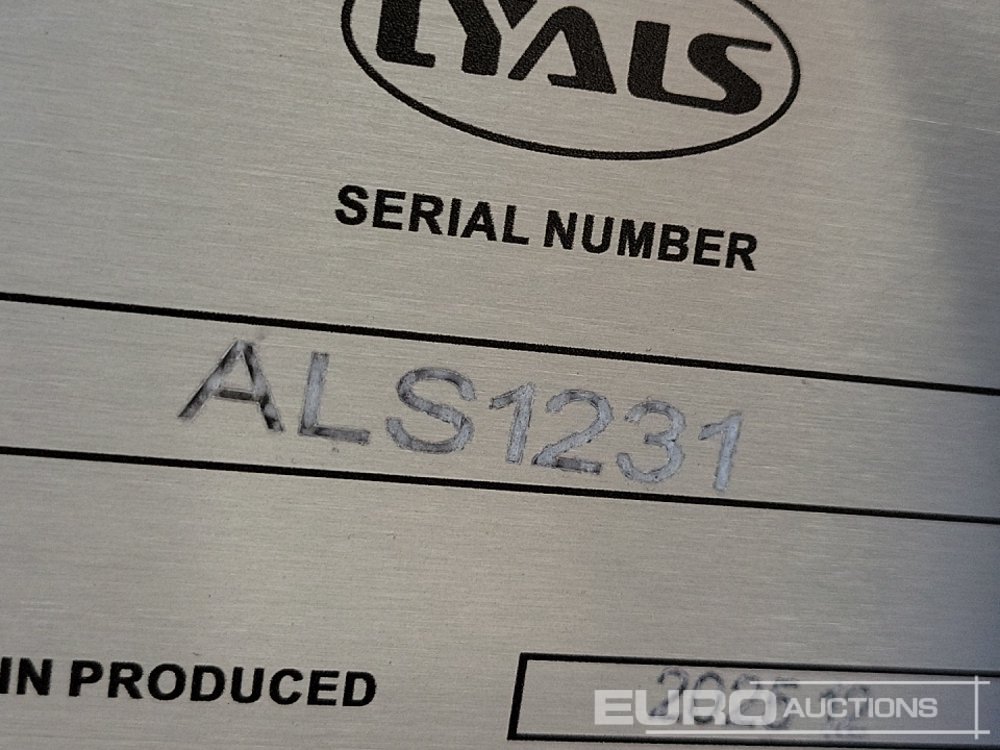 LYALS
SERIAL NUMBER
ALS1231
IN PRODUCED
EURO AUCTIONS